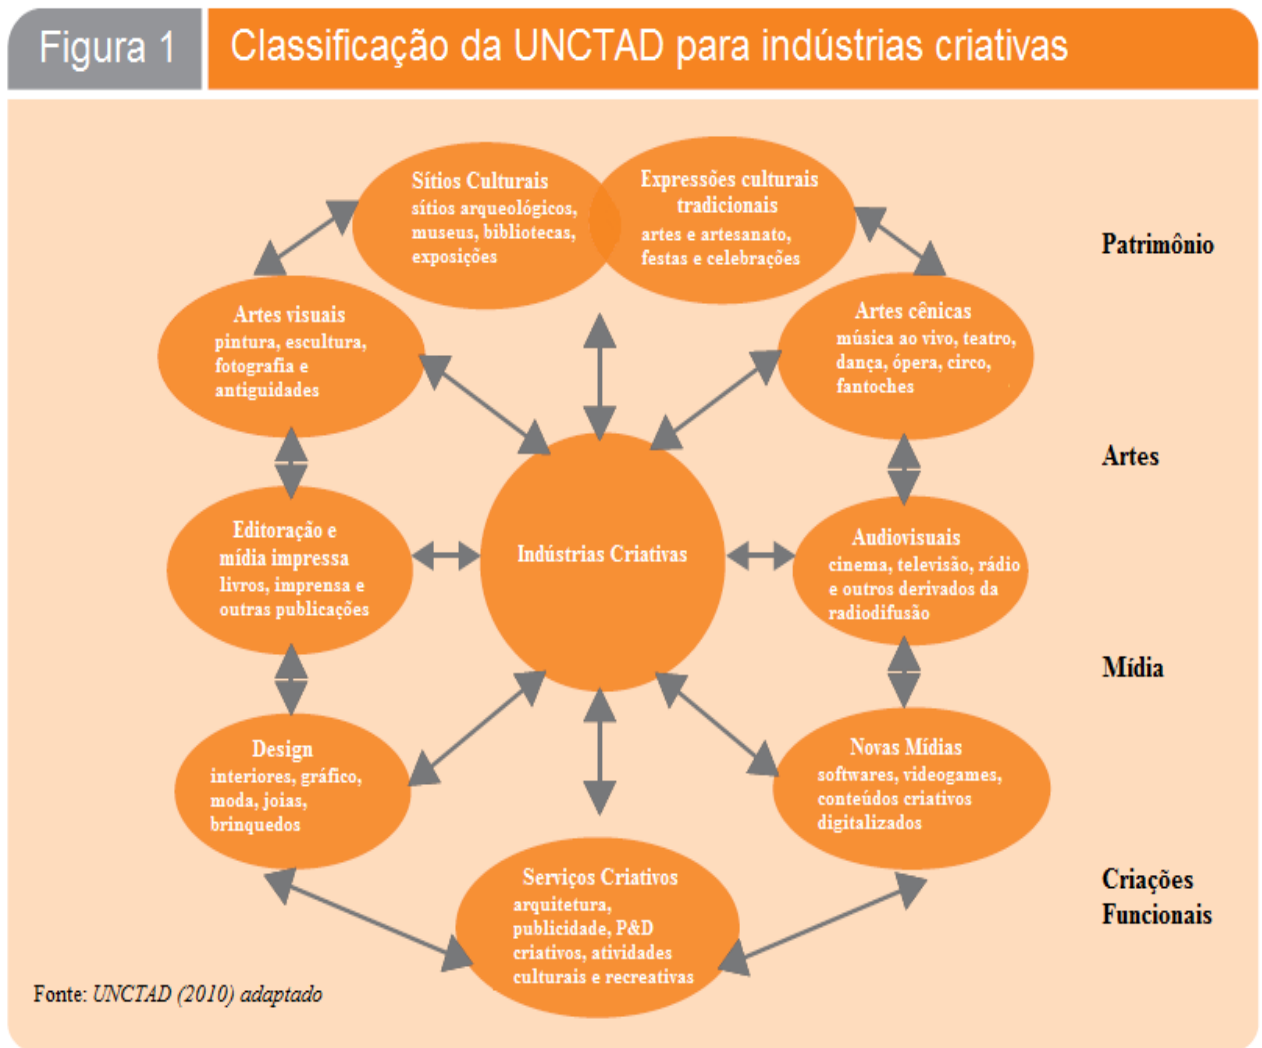 Figura 1
Classificação da UNCTAD para indústrias criativas
Sítios Culturais
sítios arqueológicos,
museus, bibliotecas,
exposições
Expressões culturais
tradicionais
artes e artesanato,
festas e celebrações
Patrimônio
Artes visuais
pintura, escultura,
fotografia e
antiguidades
Artes cênicas
música ao vivo, teatro,
dança, ópera, circo,
fantoches
Artes
Editoração e
mídia impressa
livros, imprensa e
outras publicações
Indústrias Criativas
Audiovisuais
cinema, televisão, rádio
e outros derivados da
radiodifusão
Mídia
Design
interiores, gráfico,
moda, joias,
brinquedos
Novas Mídias
softwares, videogames,
conteúdos criativos
digitalizados
Serviços Criativos
arquitetura,
publicidade, P&D
criativos, atividades
culturais e recreativas
Criações
Funcionais
Fonte: UNCTAD (2010) adaptado